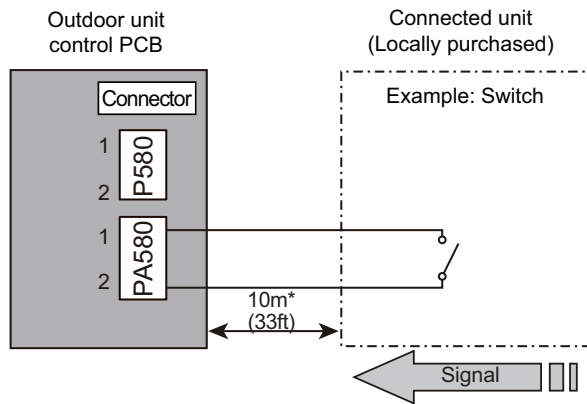 Outdoor unit
control PCB
Connected unit
(Locally purchased)
Connector
Example: Switch
1
2
P580
1
2
PA580
10m*
(33ft)
Signal